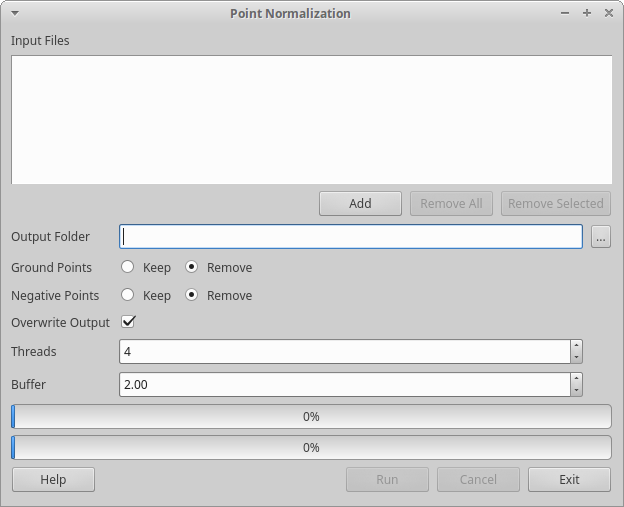 Point Normalization
Input Files
Add Remove All Remove Selected
Output Folder ...
Ground Points Keep Remove
Negative Points Keep Remove
Overwrite Output
Threads 4
Buffer 2.00
0%
0%
Help Run Cancel Exit